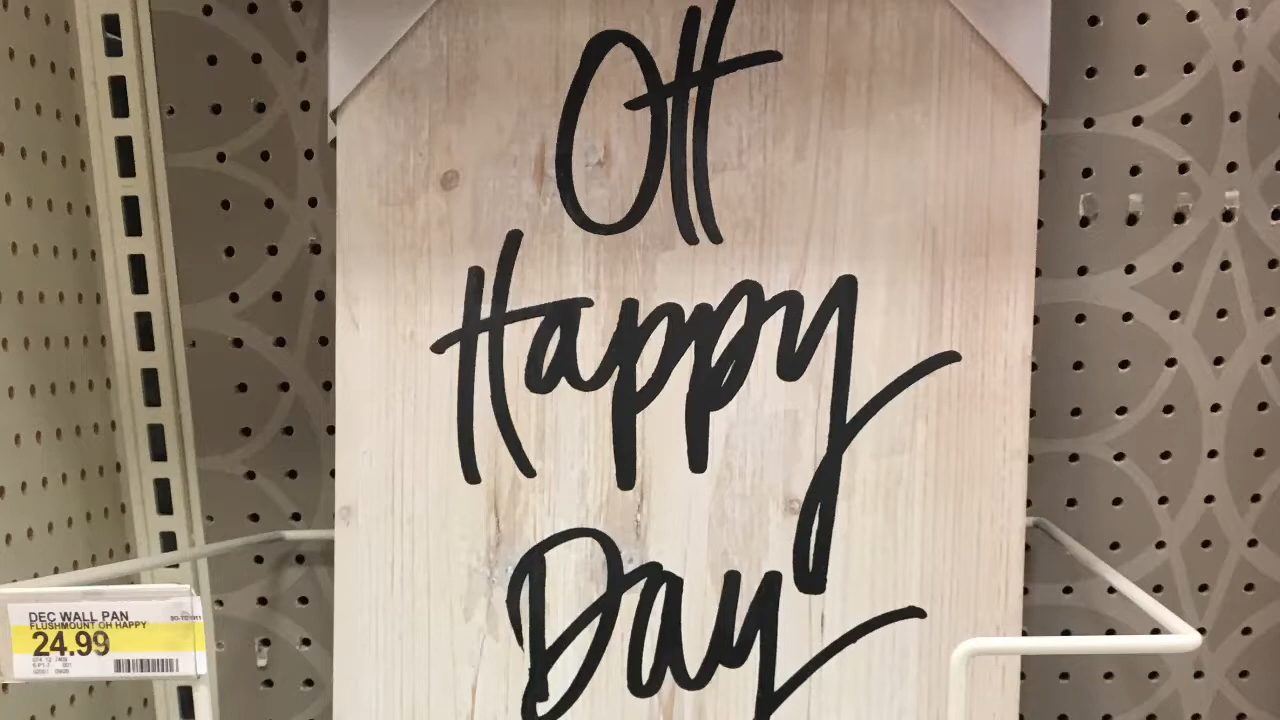 OH
Happy
Day
DEC WALL PAN
FLUSHMOUNT OH HAPPY
24.99